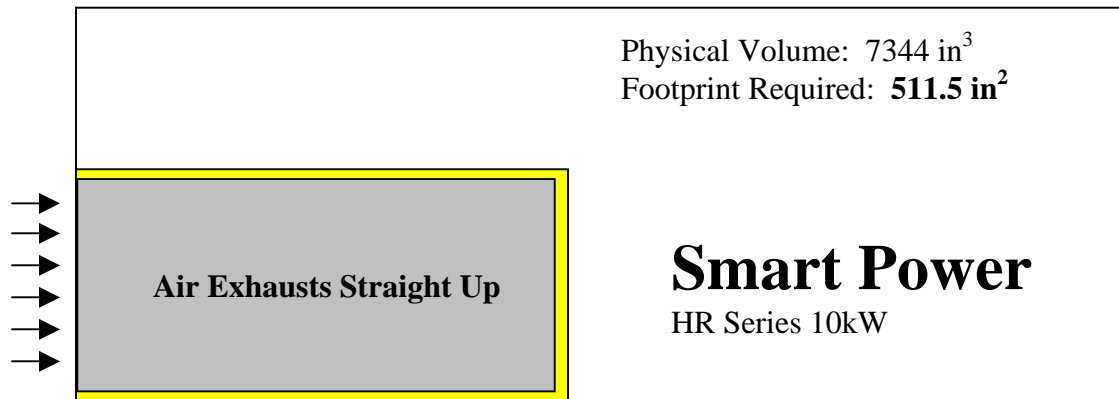 Physical Volume: 7344 in³
Footprint Required: 511.5 in²
Air Exhausts Straight Up
Smart Power
HR Series 10kW